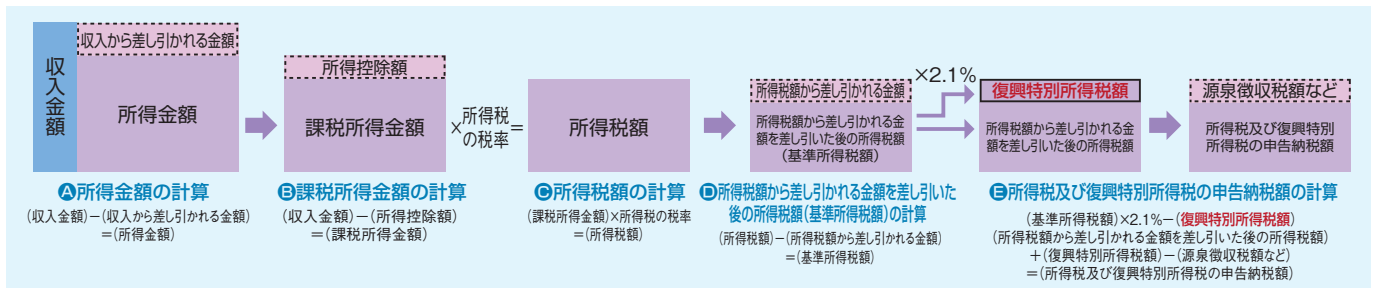 収入金額
収入から差し引かれる金額
所得金額
所得控除額
課税所得金額
×所得税の税率=
所得税額
所得税額から差し引かれる金額
所得税額から差し引かれる金
額を差し引いた後の所得税額
(基準所得税額)
×2.1%
復興特別所得税額
所得税額から差し引かれる金
額を差し引いた後の所得税額
源泉徴収税額など
所得税及び復興特別
所得税の申告納税額
A所得金額の計算
(収入金額)-(収入から差し引かれる金額)
=(所得金額)
B課税所得金額の計算
(収入金額)-(所得控除額)
=(課税所得金額)
C所得税額の計算
(課税所得金額)×所得税の税率
=(所得税額)
D所得税額から差し引かれる金額を差し引いた
後の所得税額(基準所得税額)の計算
(所得税額)-(所得税額から差し引かれる金額)
=(基準所得税額)
E所得税及び復興特別所得税の申告納税額の計算
(基準所得税額)×2.1%-(復興特別所得税額)
(所得税額から差し引かれる金額を差し引いた後の所得税額)
+(復興特別所得税額)-(源泉徴収税額など)
=(所得税及び復興特別所得税の申告納税額)